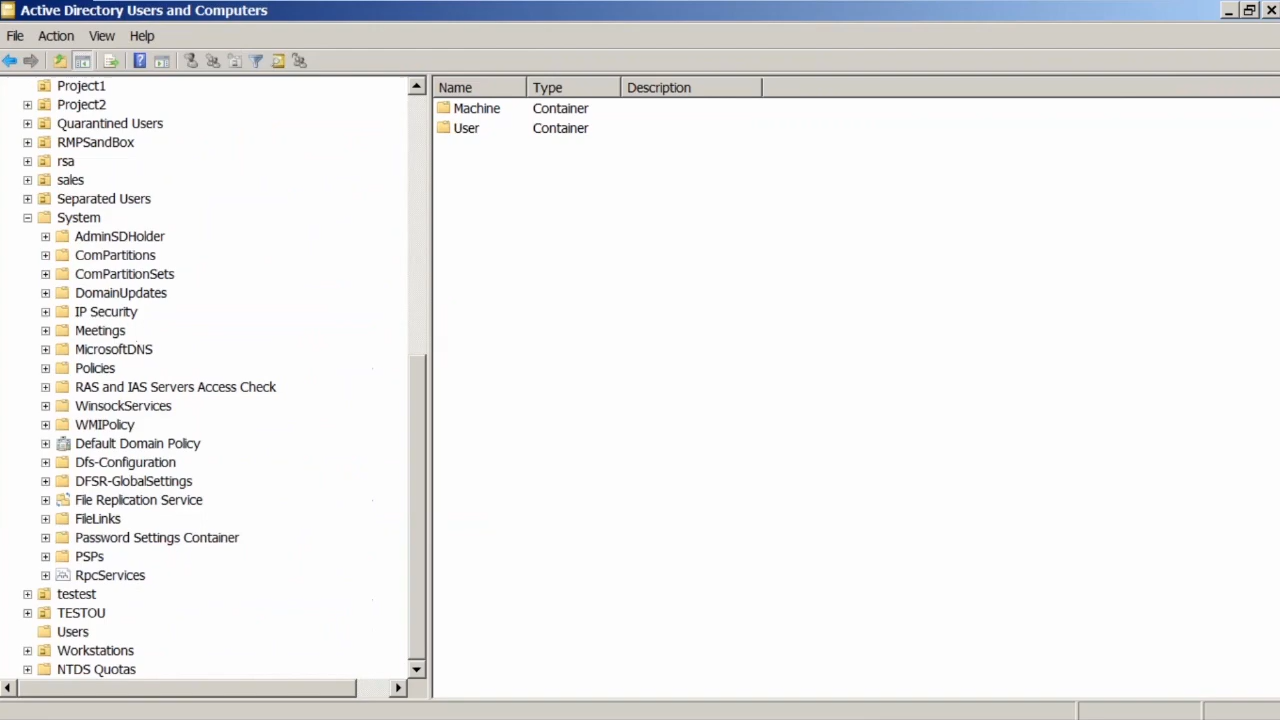 Active Directory Users and Computers
File Action View Help
Project1
Project2
Quarantined Users
RMPSandBox
rsa
sales
Separated Users
System
AdminSDHolder
ComPartitions
ComPartitionSets
DomainUpdates
IP Security
Meetings
MicrosoftDNS
Policies
RAS and IAS Servers Access Check
WinsockServices
WMIPolicy
Default Domain Policy
Dfs-Configuration
DFSR-GlobalSettings
File Replication Service
FileLinks
Password Settings Container
PSPs
RpcServices
testest
TESTOU
Users
Workstations
NTDS Quotas
Name Type Description
Machine Container
User Container